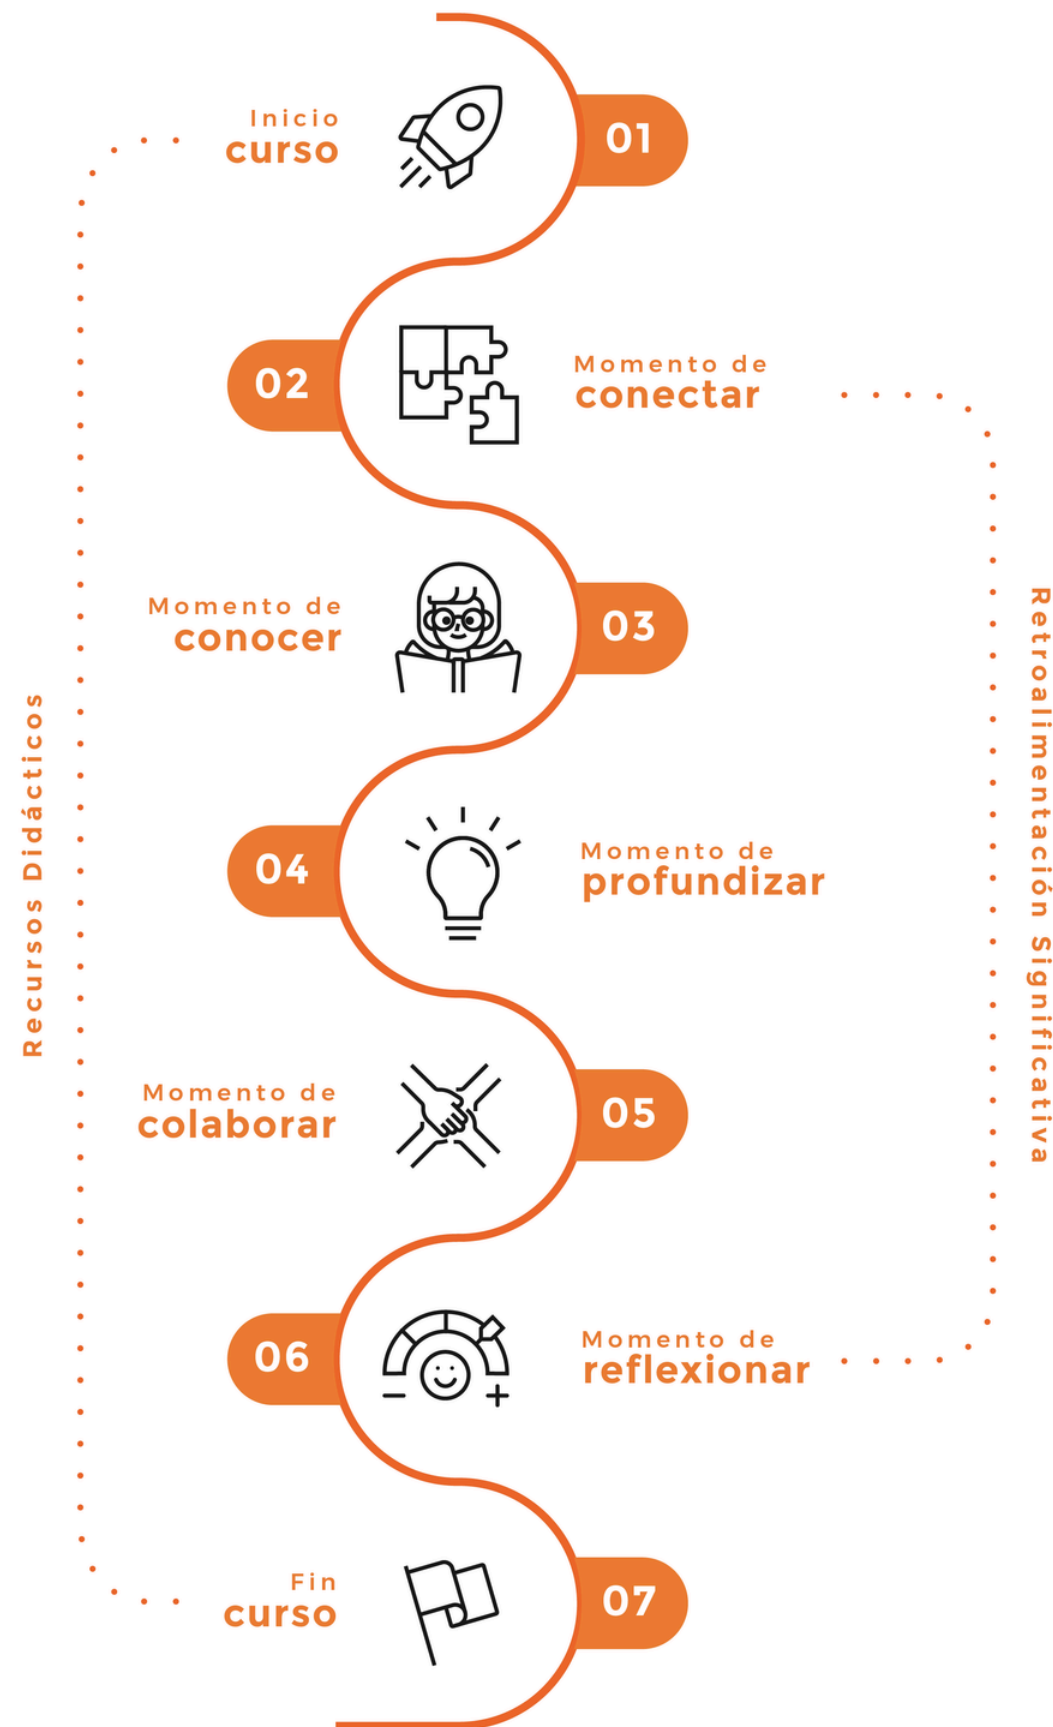 Inicio
curso
01
02
Momento de
conectar
Momento de
conocer
03
04
Momento de
profundizar
Momento de
colaborar
05
06
Momento de
reflexionar
Fin
curso
07
Recursos Didácticos
Retroalimentación Significativa